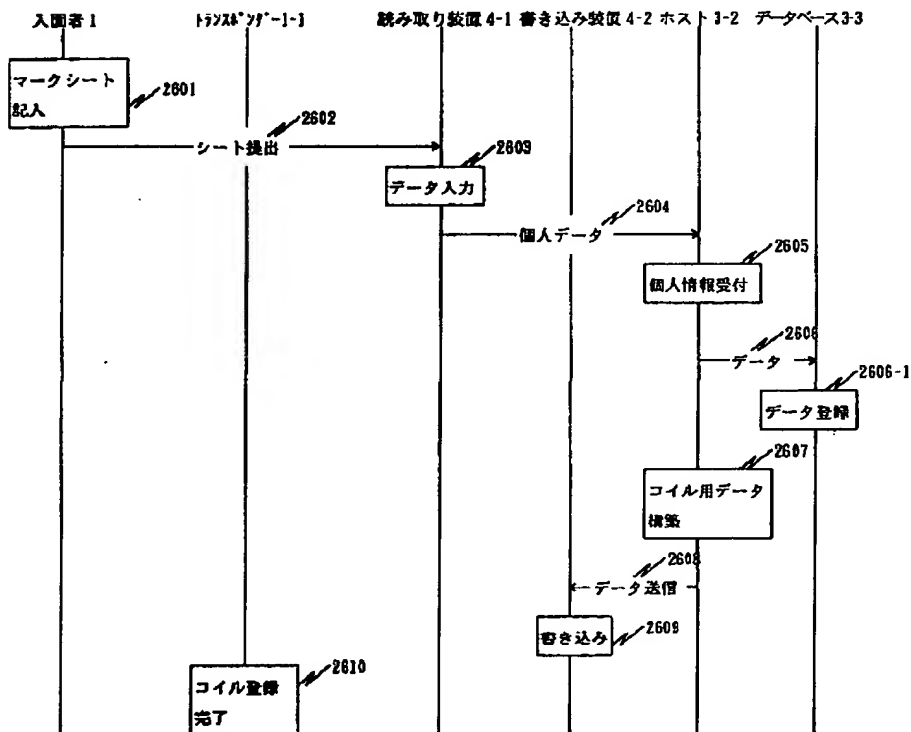 入園者1 トランスポンダー1-3 読み取り装置4-1 書き込み装置4-2 ホスト3-2 データベース3-3
マークシート
記入
2601
2602
シート提出
2603
データ入力
2604
個人データ
2605
個人情報受付
2606
データ
2606-1
データ登録
2607
コイル用データ
構築
2608
データ送信
2609
書き込み
2610
コイル登録
完了